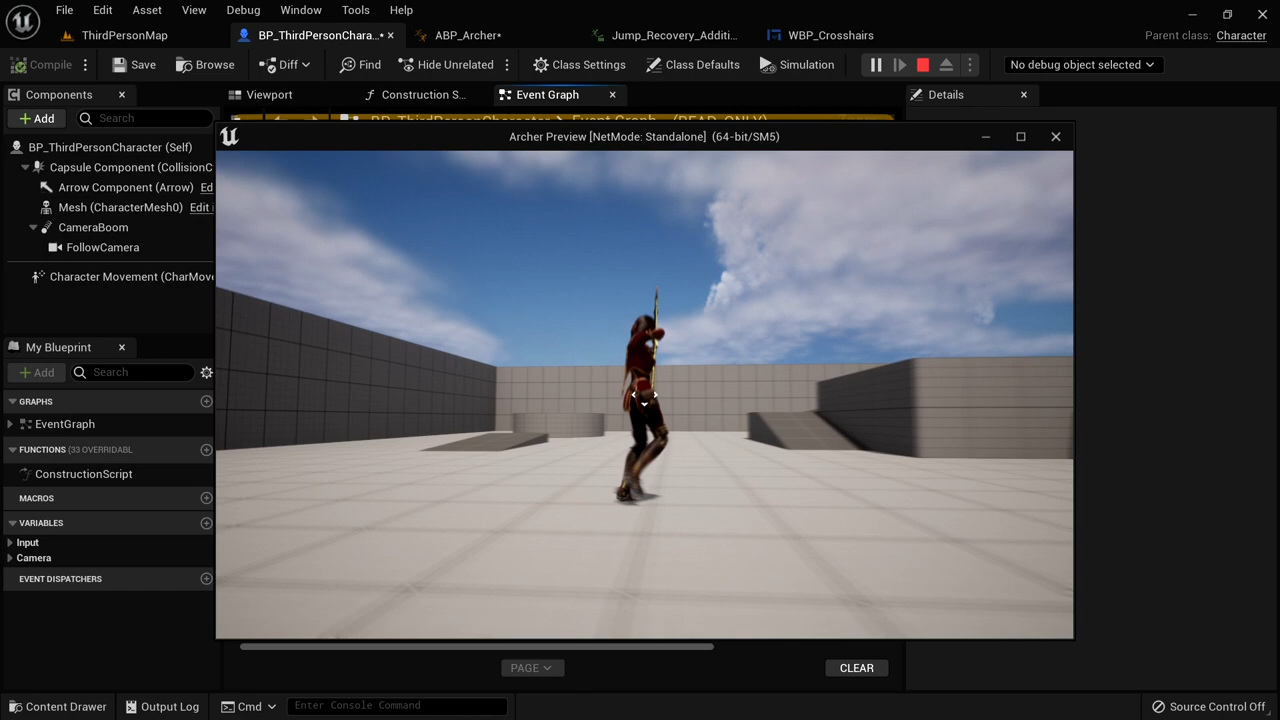 File Edit Asset View Debug Window Tools Help
ThirdPersonMap
BP_ThirdPersonChara...*
ABP_Archer*
Jump_Recovery_Additi...
WBP_Crosshairs
Parent class: Character
Compile
Save
Browse
Diff
Find
Hide Unrelated
Class Settings
Class Defaults
Simulation
No debug object selected
Components
Viewport
Construction S...
Event Graph
Details
+ Add
Search
Archer Preview [NetMode: Standalone] (64-bit/SM5)
BP_ThirdPersonCharacter (Self)
Capsule Component (CollisionC
Arrow Component (Arrow) Ed
Mesh (CharacterMesh0) Edit i
CameraBoom
FollowCamera
Character Movement (CharMove
My Blueprint
+ Add
Search
GRAPHS
EventGraph
FUNCTIONS (33 OVERRIDABL
ConstructionScript
MACROS
VARIABLES
Input
Camera
EVENT DISPATCHERS
PAGE
CLEAR
Content Drawer
Output Log
Cmd
Enter Console Command
Source Control Off